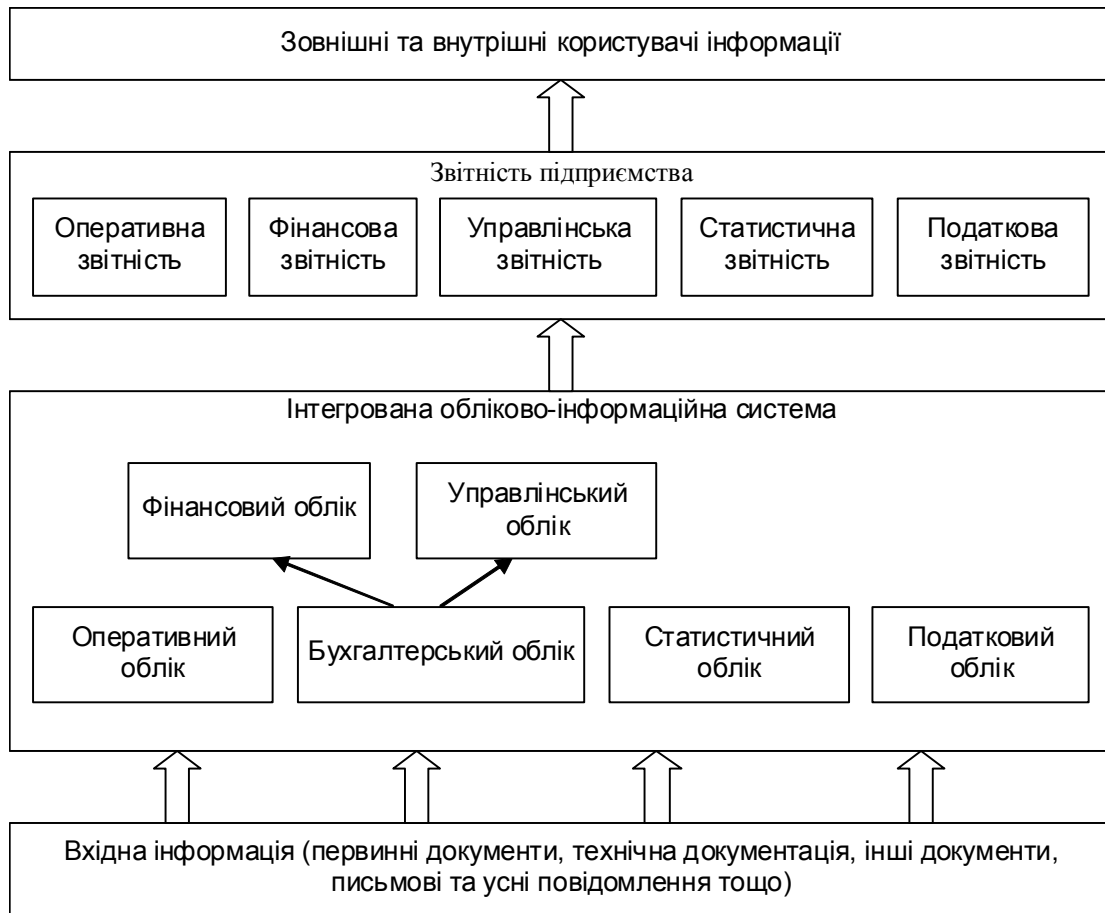 Зовнішні та внутрішні користувачі інформації
Звітність підприємства
Оперативна
звітність
Фінансова
звітність
Управлінська
звітність
Статистична
звітність
Податкова
звітність
Інтегрована обліково-інформаційна система
Фінансовий облік
Управлінський
облік
Оперативний
облік
Бухгалтерський облік
Статистичний
облік
Податковий
облік
Вхідна інформація (первинні документи, технічна документація, інші документи,
письмові та усні повідомлення тощо)